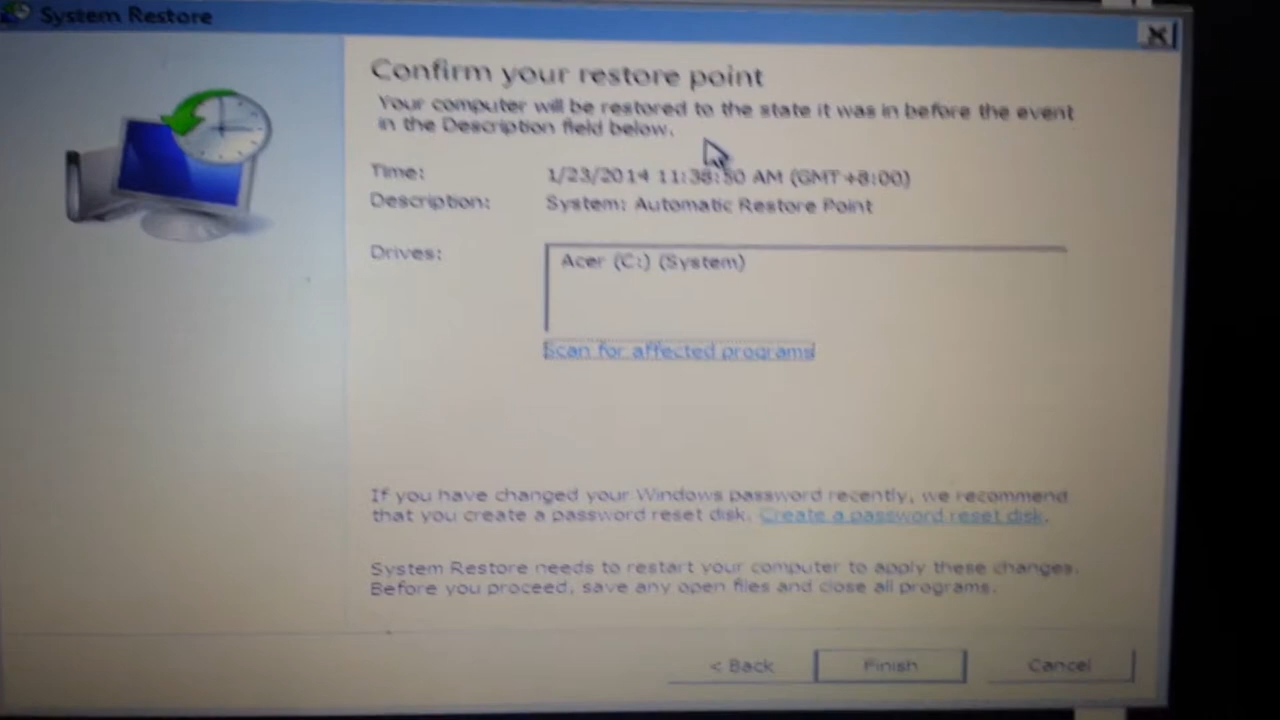 System Restore
Confirm your restore point
Your computer will be restored to the state it was in before the event
in the Description field below.
Time: 1/23/2014 11:38:50 AM (GMT+8:00)
Description: System: Automatic Restore Point
Drives: Acer (C:) (System)
Scan for affected programs
If you have changed your Windows password recently, we recommend
that you create a password reset disk. Create a password reset disk.
System Restore needs to restart your computer to apply these changes.
Before you proceed, save any open files and close all programs.
< Back Finish Cancel